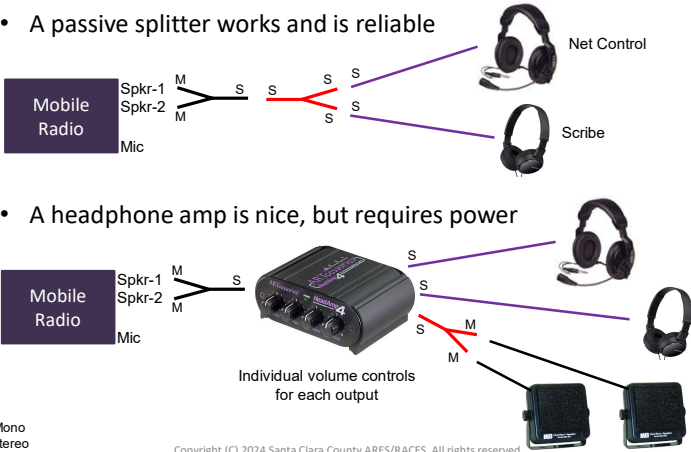 • A passive splitter works and is reliable
Net Control
Mobile
Radio
Spkr-1
Spkr-2
Mic
M
M
S
S
S
S
S
S
Scribe
• A headphone amp is nice, but requires power
Mobile
Radio
Spkr-1
Spkr-2
Mic
M
M
S
HeadAmp4
S
S
S
M
M
Individual volume controls
for each output
Mono
tereo
Copyright (C) 2024 Santa Clara County ARES/RACES. All rights reserved